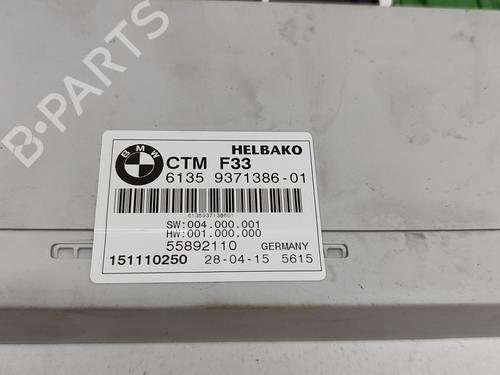 B-PARTS
HELBAKO
BMW
CTM F33
6135 9371386-01
6135937138601
SW:004.000.001
HW:001.000.000
55892110 GERMANY
151110250 28-04-15 5615